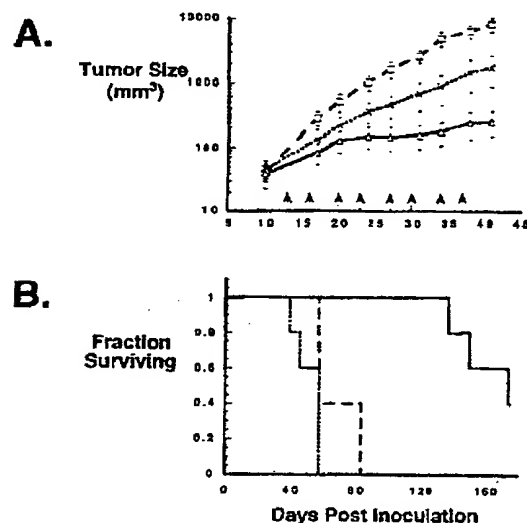 A.
Tumor Size
(mm³)
10000
1000
100
10
5 10 15 20 25 30 35 40 45
B.
Fraction
Surviving
1
0.8
0.6
0.4
0.2
0
0 40 80 120 160
Days Post Inoculation